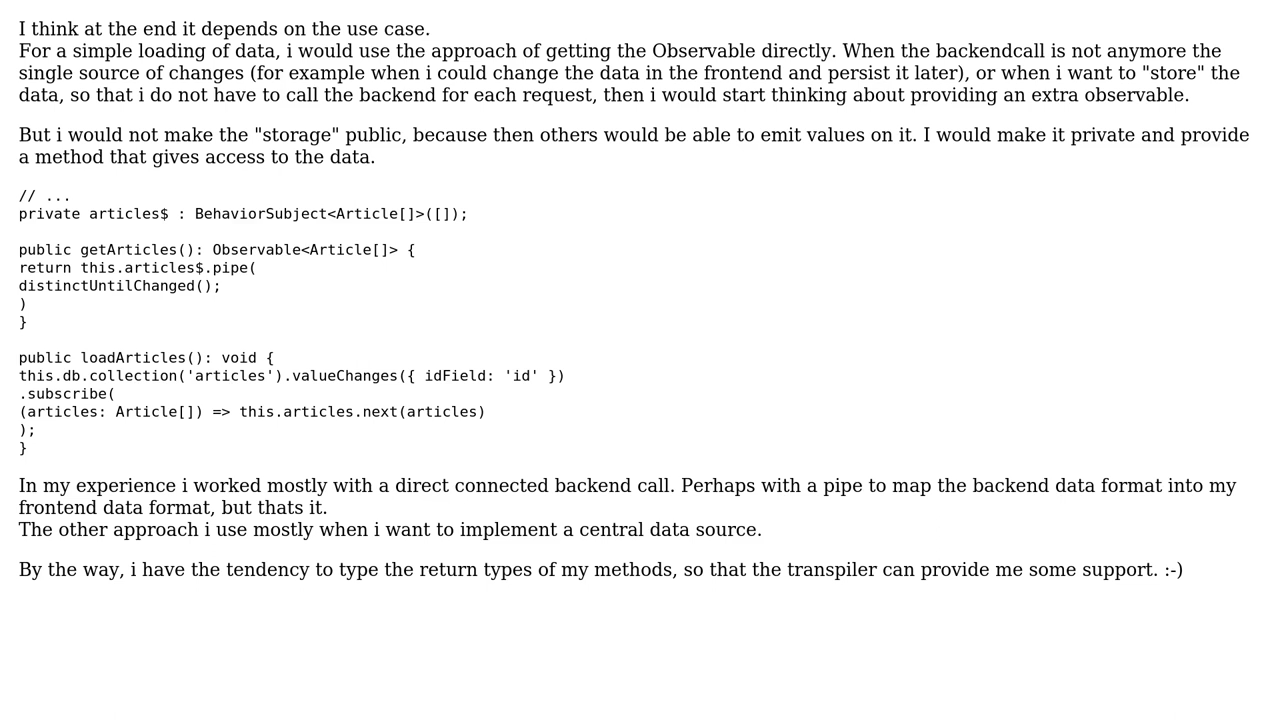 I think at the end it depends on the use case.
For a simple loading of data, i would use the approach of getting the Observable directly. When the backendcall is not anymore the
single source of changes (for example when i could change the data in the frontend and persist it later), or when i want to "store" the
data, so that i do not have to call the backend for each request, then i would start thinking about providing an extra observable.
But i would not make the "storage" public, because then others would be able to emit values on it. I would make it private and provide
a method that gives access to the data.
// ...
private articles$ : BehaviorSubject<Article[]>([]);
public getArticles(): Observable<Article[]> {
return this.articles$.pipe(
distinctUntilChanged();
)
}
public loadArticles(): void {
this.db.collection('articles').valueChanges({ idField: 'id' })
.subscribe(
(articles: Article[]) => this.articles.next(articles)
);
}
In my experience i worked mostly with a direct connected backend call. Perhaps with a pipe to map the backend data format into my
frontend data format, but thats it.
The other approach i use mostly when i want to implement a central data source.
By the way, i have the tendency to type the return types of my methods, so that the transpiler can provide me some support. :-)